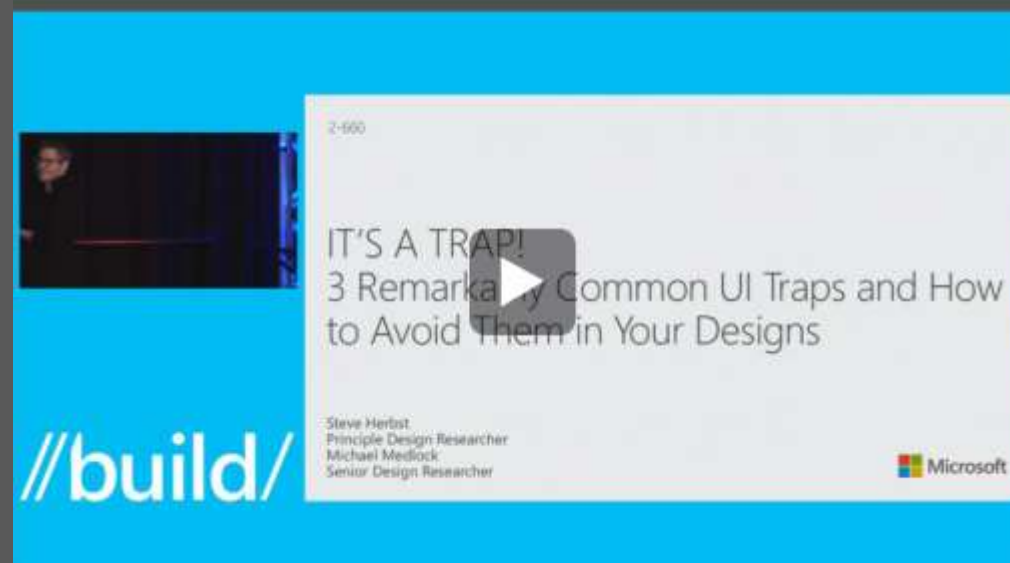 2-660
IT'S A TRAP!
3 Remarkably Common UI Traps and How
to Avoid Them in Your Designs
Steve Herbst
Principle Design Researcher
Michael Medlock
Senior Design Researcher
Microsoft
//build/